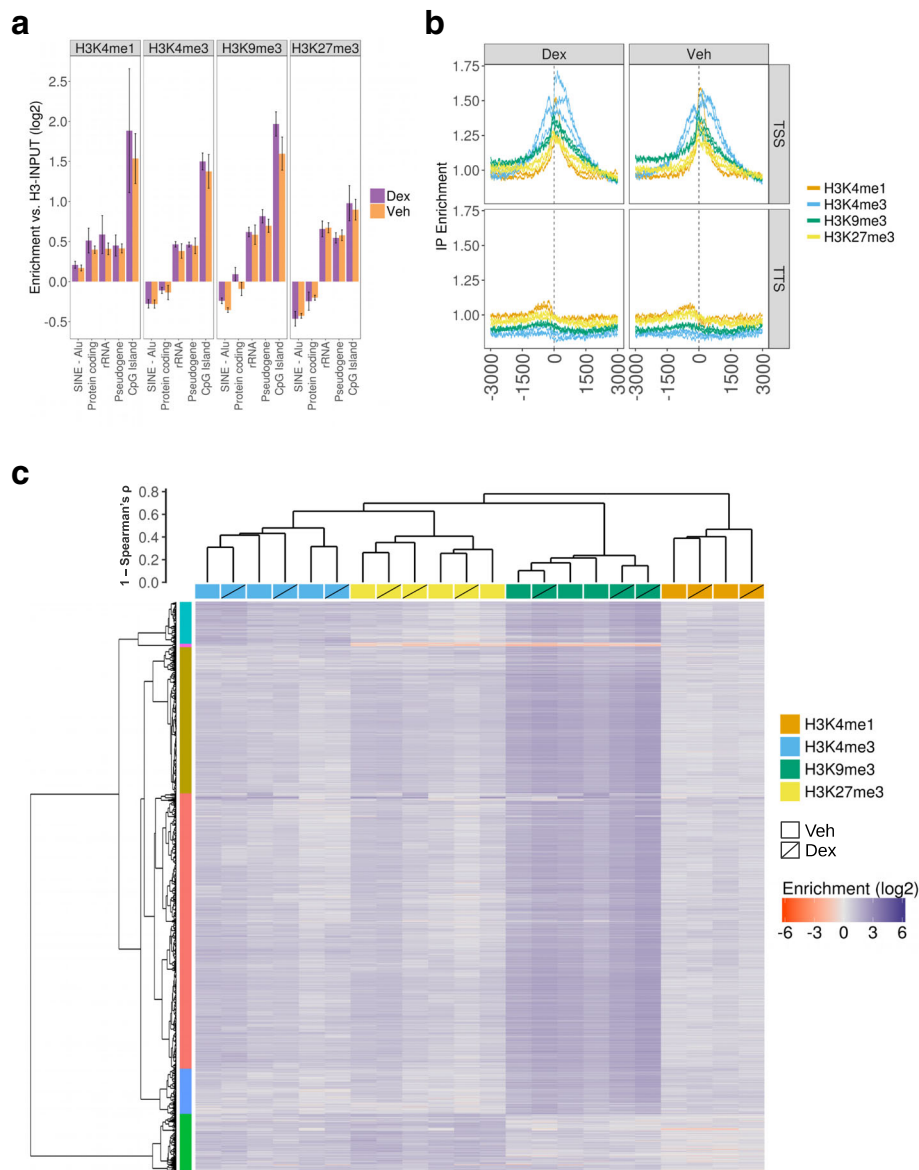 a
H3K4me1
H3K4me3
H3K9me3
H3K27me3
Enrichment vs. H3-INPUT (log2)
2.5
2.0
1.5
1.0
0.5
0.0
-0.5
SINE - Alu
Protein coding
rRNA
Pseudogene
CpG Island
SINE - Alu
Protein coding
rRNA
Pseudogene
CpG Island
SINE - Alu
Protein coding
rRNA
Pseudogene
CpG Island
SINE - Alu
Protein coding
rRNA
Pseudogene
CpG Island
Dex
Veh
b
Dex
Veh
IP Enrichment
1.75
1.50
1.25
1.00
TSS
1.75
1.50
1.25
1.00
TTS
-3000
-1500
0
1500
3000
-3000
-1500
0
1500
3000
H3K4me1
H3K4me3
H3K9me3
H3K27me3
c
1 – Spearman's ρ
0.8
0.6
0.4
0.2
0.0
H3K4me1
H3K4me3
H3K9me3
H3K27me3
Veh
Dex
Enrichment (log2)
-6 -3 0 3 6